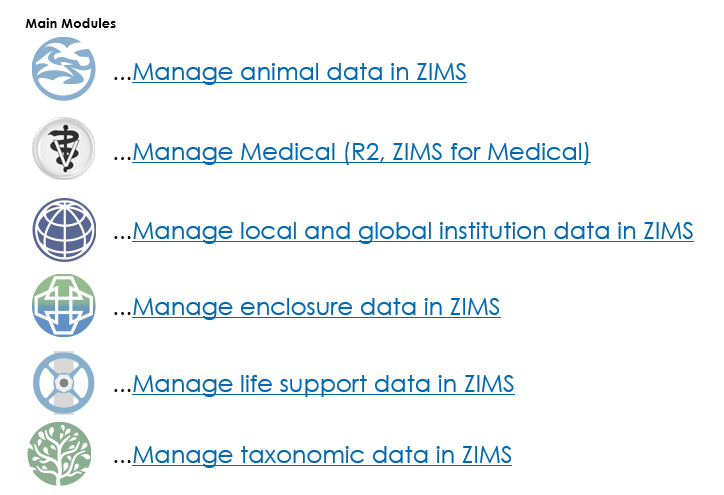 Main Modules
...Manage animal data in ZIMS
...Manage Medical (R2, ZIMS for Medical)
...Manage local and global institution data in ZIMS
...Manage enclosure data in ZIMS
...Manage life support data in ZIMS
...Manage taxonomic data in ZIMS